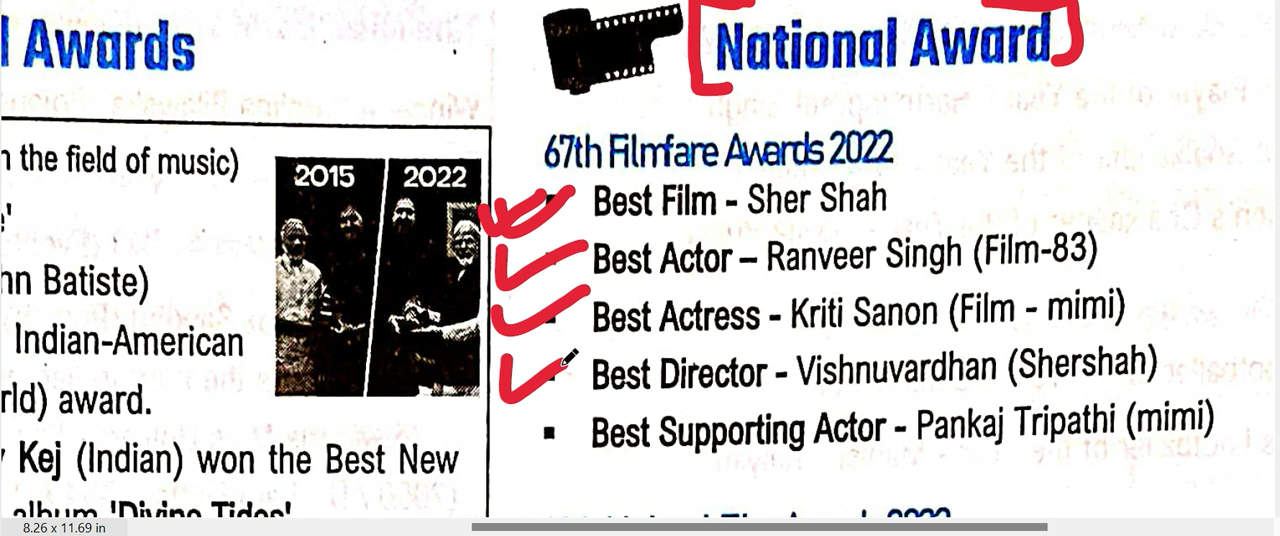 l Awards
n the field of music)
e'
nn Batiste)
Indian-American
rld) award.
Kej (Indian) won the Best New
album 'Divine Tides'
2015 2022
National Award
67th Filmfare Awards 2022
Best Film - Sher Shah
Best Actor – Ranveer Singh (Film-83)
Best Actress - Kriti Sanon (Film - mimi)
Best Director - Vishnuvardhan (Shershah)
Best Supporting Actor - Pankaj Tripathi (mimi)
8.26 x 11.69 in